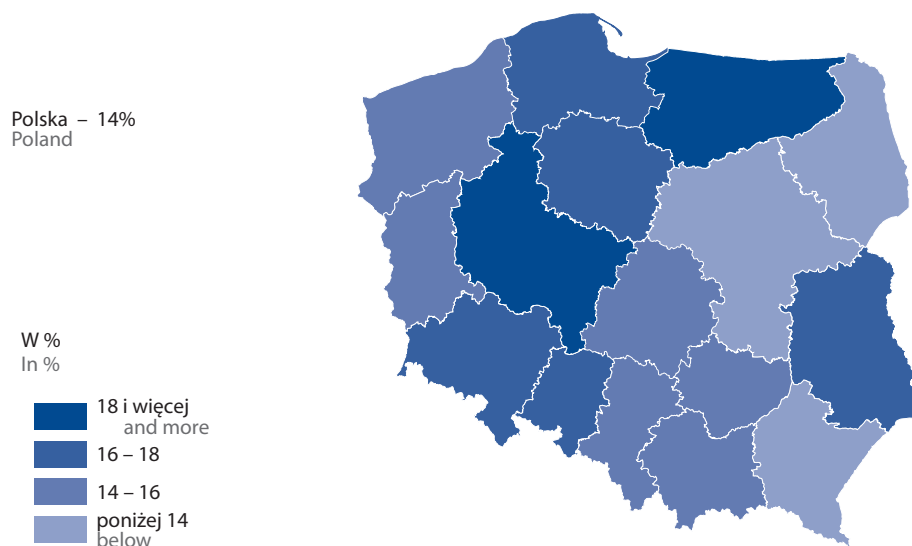 Polska – 14%
Poland
W %
In %
18 i więcej
and more
16 – 18
14 – 16
poniżej 14
below